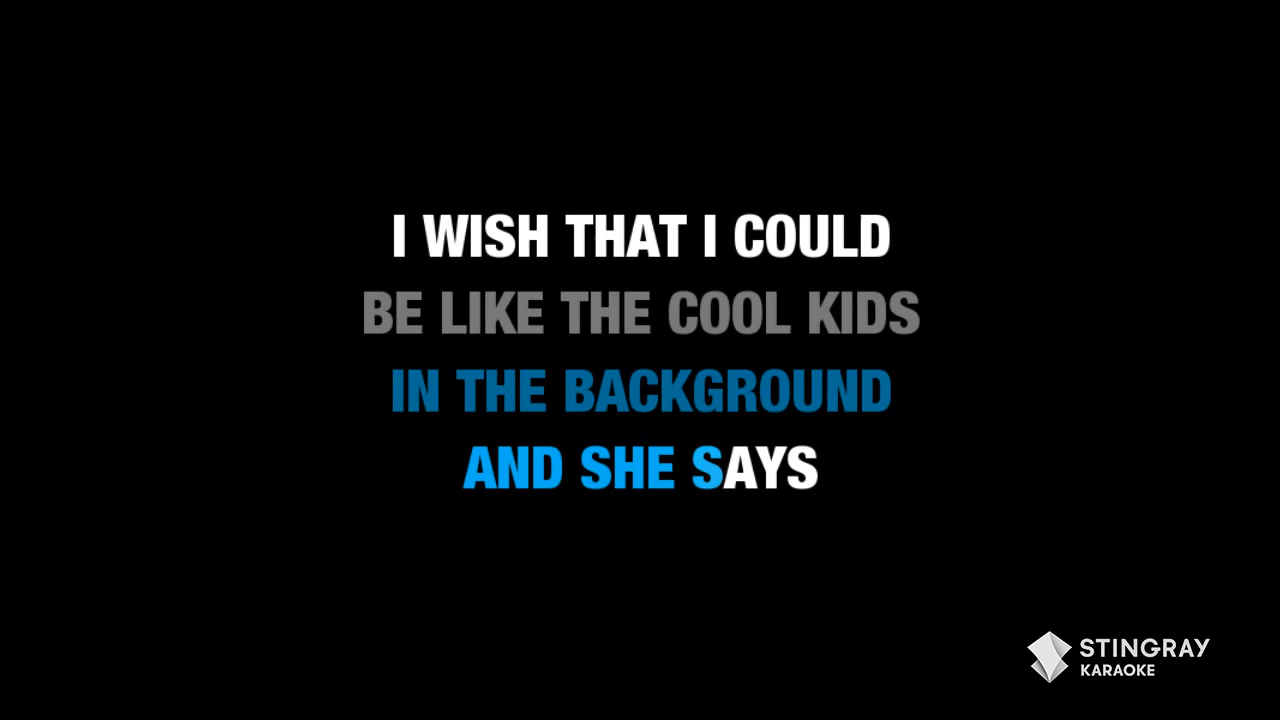 I WISH THAT I COULD
BE LIKE THE COOL KIDS
IN THE BACKGROUND
AND SHE SAYS
STINGRAY
KARAOKE